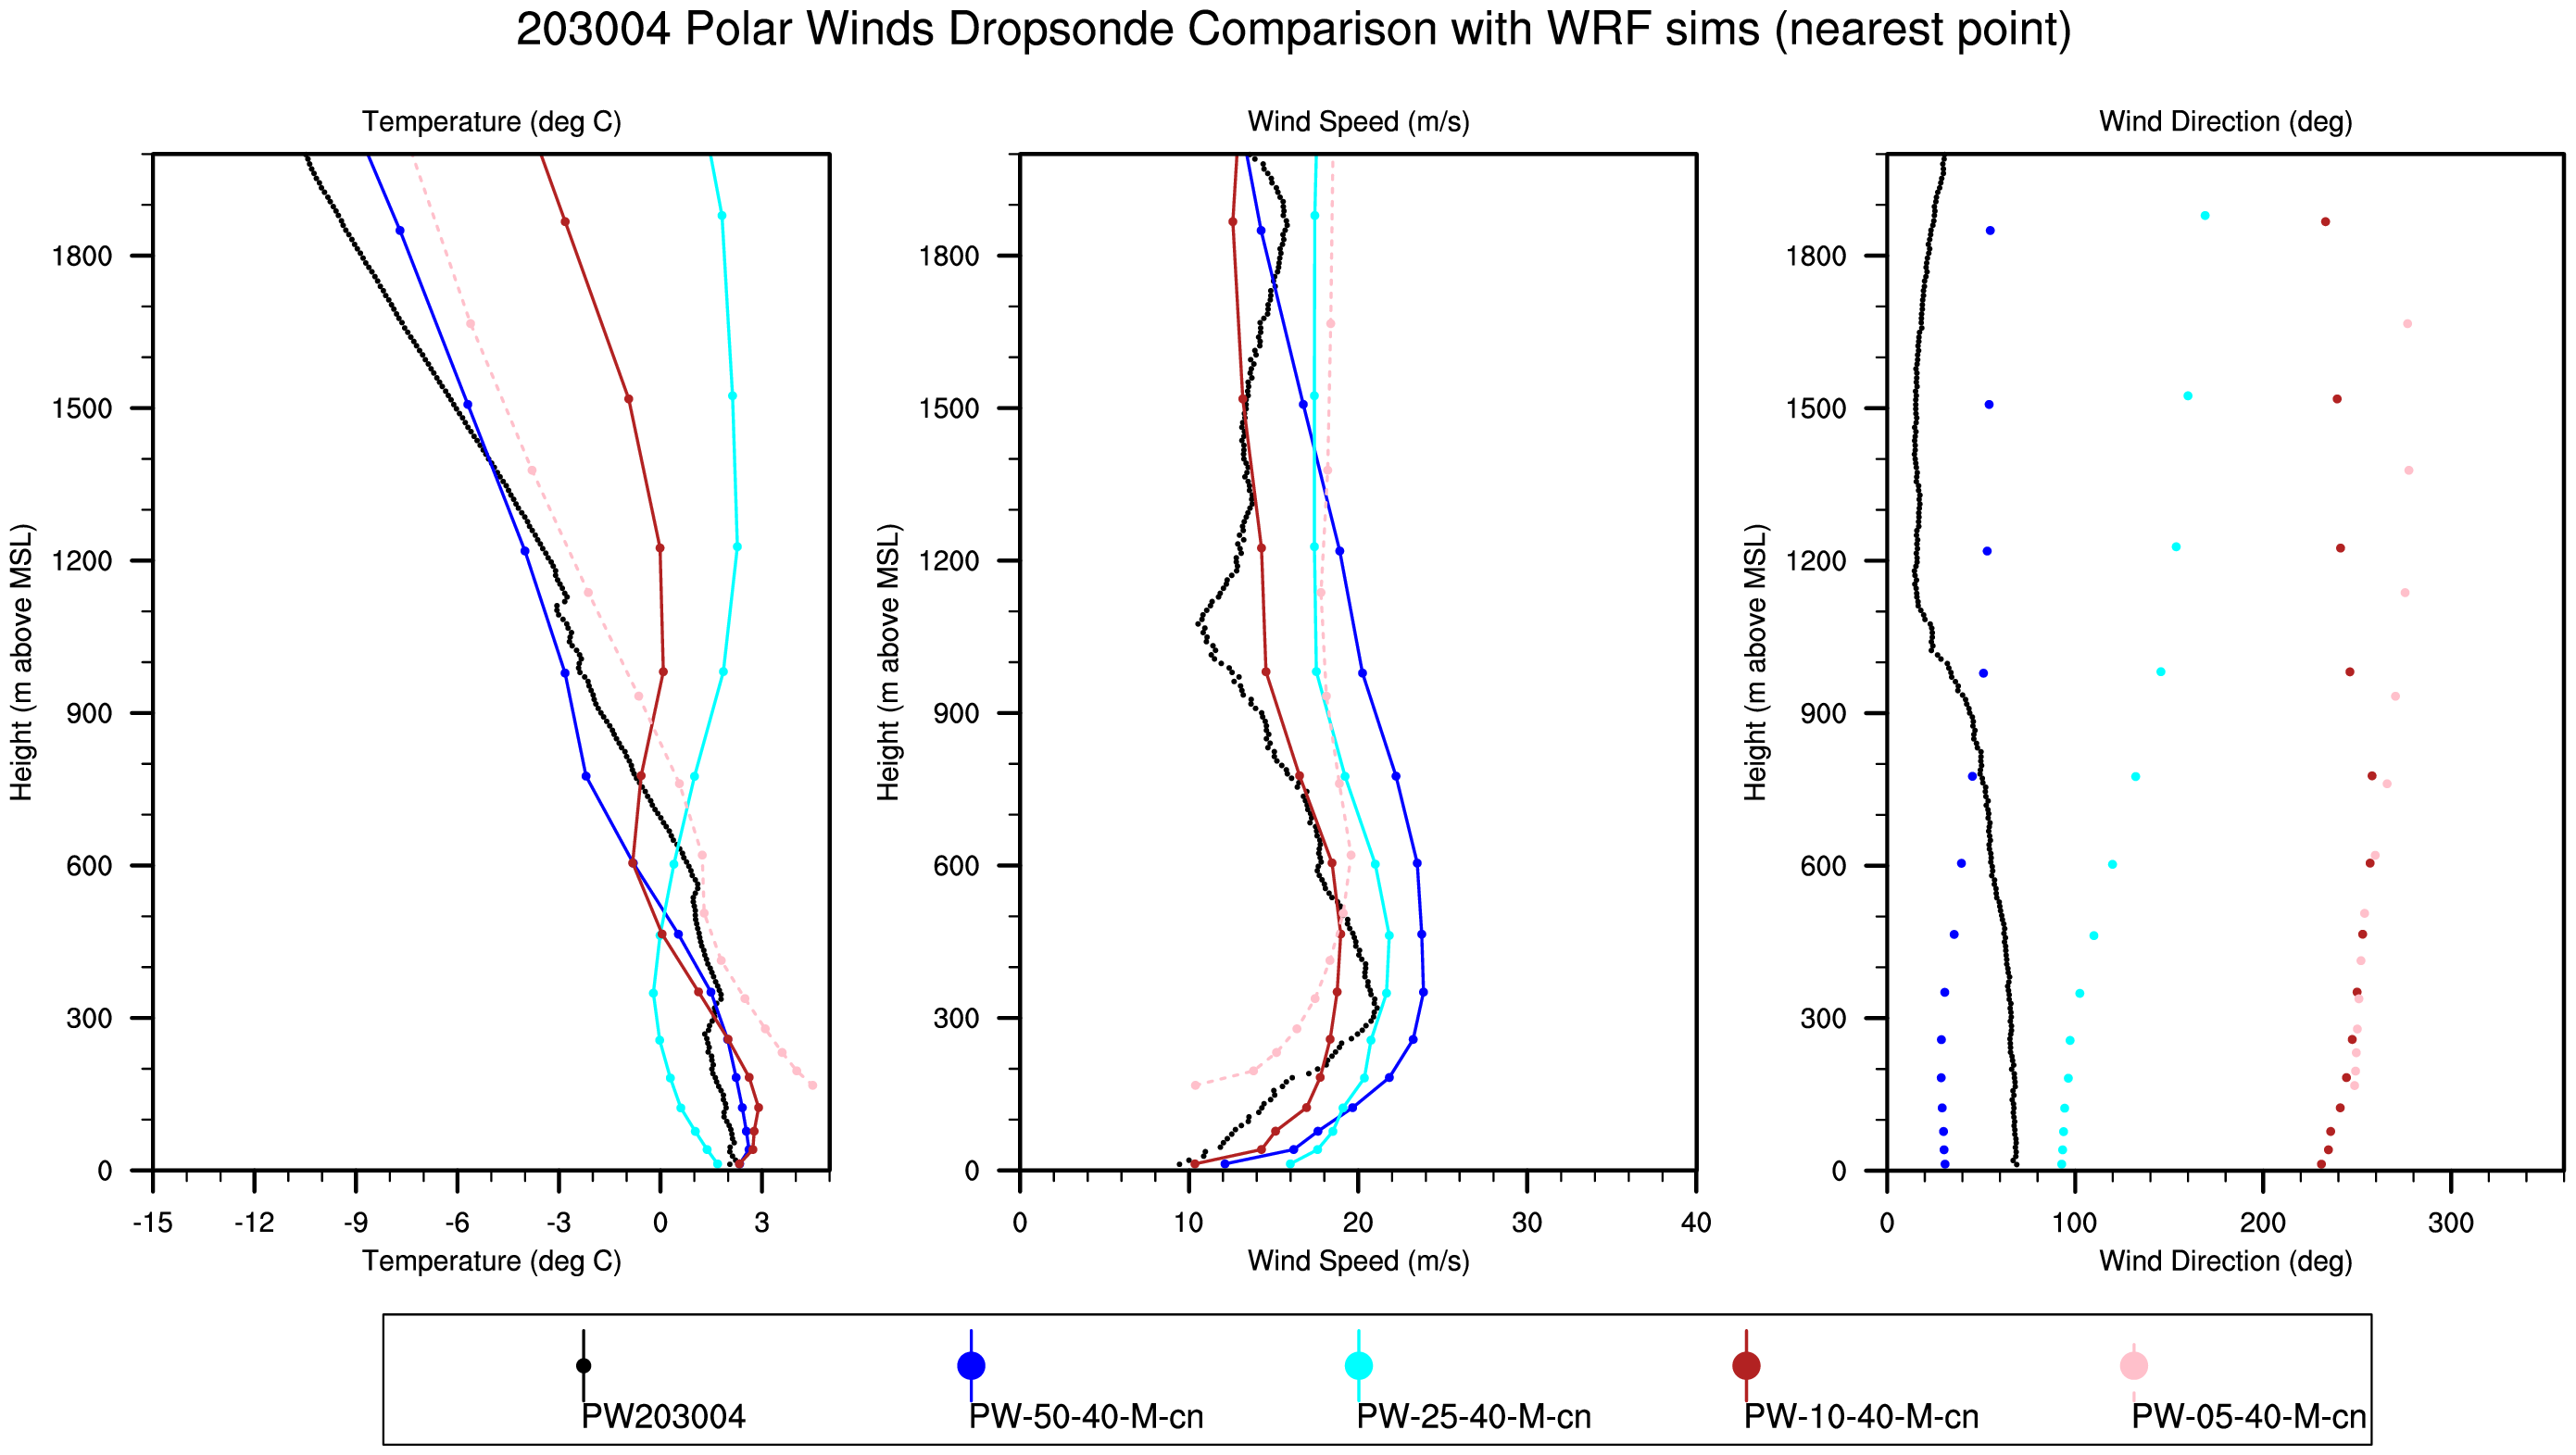 203004 Polar Winds Dropsonde Comparison with WRF sims (nearest point)
Temperature (deg C)
Wind Speed (m/s)
Wind Direction (deg)
Height (m above MSL)
1800
1500
1200
900
600
300
0
-15 -12 -9 -6 -3 0 3
Temperature (deg C)
Height (m above MSL)
1800
1500
1200
900
600
300
0
0 10 20 30 40
Wind Speed (m/s)
Height (m above MSL)
1800
1500
1200
900
600
300
0
0 100 200 300
Wind Direction (deg)
PW203004 PW-50-40-M-cn PW-25-40-M-cn PW-10-40-M-cn PW-05-40-M-cn